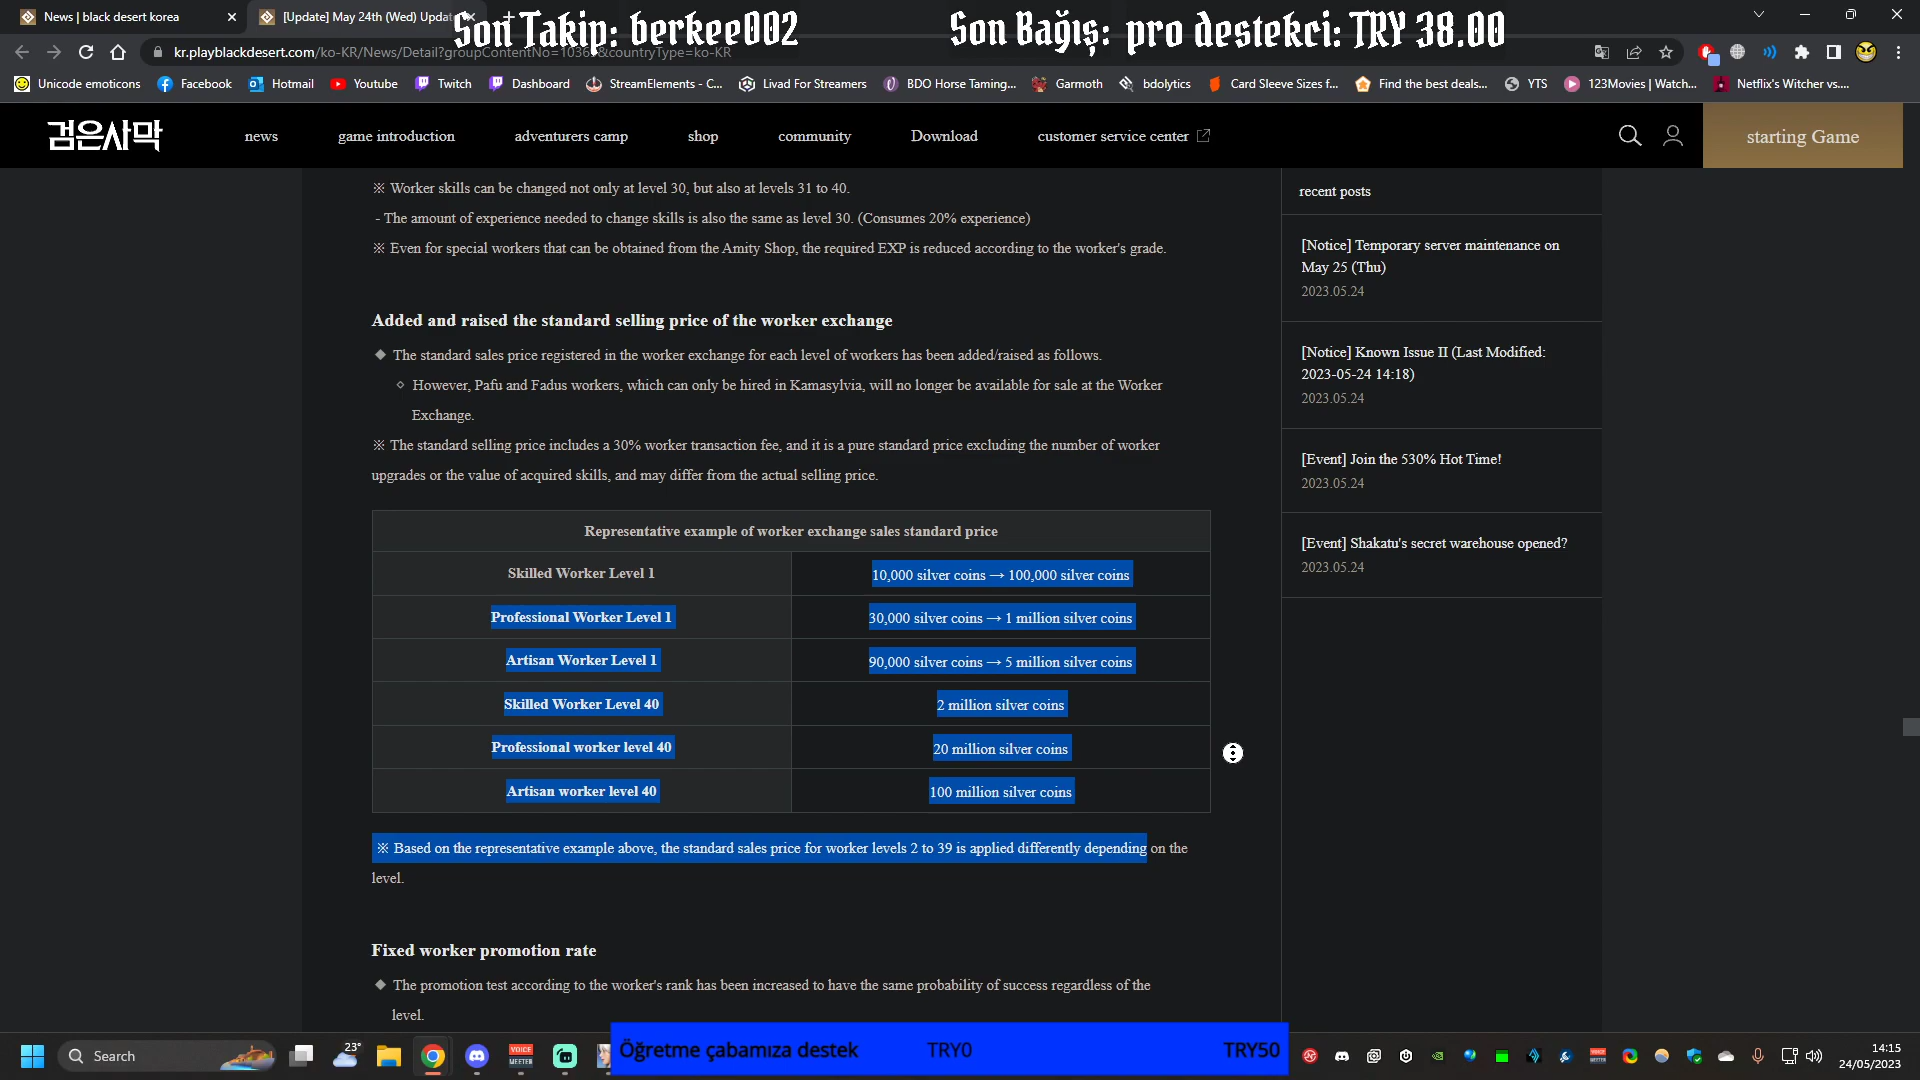 News | black desert korea
[Update] May 24th (Wed) Upda
Son Takip: berkee002
Son Bağış: pro destekci: TRY 38.00
kr.playblackdesert.com/ko-KR/News/Detail?groupContentNo=1036 &countryType=ko-KR
Unicode emoticons
Facebook
Hotmail
Youtube
Twitch
Dashboard
StreamElements - C...
Livad For Streamers
BDO Horse Taming...
Garmoth
bdolytics
Card Sleeve Sizes f...
Find the best deals...
YTS
123Movies | Watch...
Netflix's Witcher vs....
검은사막
news
game introduction
adventurers camp
shop
community
Download
customer service center
starting Game
※ Worker skills can be changed not only at level 30, but also at levels 31 to 40.
- The amount of experience needed to change skills is also the same as level 30. (Consumes 20% experience)
※ Even for special workers that can be obtained from the Amity Shop, the required EXP is reduced according to the worker's grade.
Added and raised the standard selling price of the worker exchange
◆ The standard sales price registered in the worker exchange for each level of workers has been added/raised as follows.
◇ However, Pafu and Fadus workers, which can only be hired in Kamasylvia, will no longer be available for sale at the Worker
Exchange.
※ The standard selling price includes a 30% worker transaction fee, and it is a pure standard price excluding the number of worker
upgrades or the value of acquired skills, and may differ from the actual selling price.
Representative example of worker exchange sales standard price
Skilled Worker Level 1
10,000 silver coins → 100,000 silver coins
Professional Worker Level 1
30,000 silver coins → 1 million silver coins
Artisan Worker Level 1
90,000 silver coins → 5 million silver coins
Skilled Worker Level 40
2 million silver coins
Professional worker level 40
20 million silver coins
Artisan worker level 40
100 million silver coins
※ Based on the representative example above, the standard sales price for worker levels 2 to 39 is applied differently depending on the
level.
Fixed worker promotion rate
◆ The promotion test according to the worker's rank has been increased to have the same probability of success regardless of the
level.
recent posts
[Notice] Temporary server maintenance on
May 25 (Thu)
2023.05.24
[Notice] Known Issue II (Last Modified:
2023-05-24 14:18)
2023.05.24
[Event] Join the 530% Hot Time!
2023.05.24
[Event] Shakatu's secret warehouse opened?
2023.05.24
Search
23°
VOICE
MEETER
Öğretme çabamıza destek
TRY0
TRY50
14:15
24/05/2023